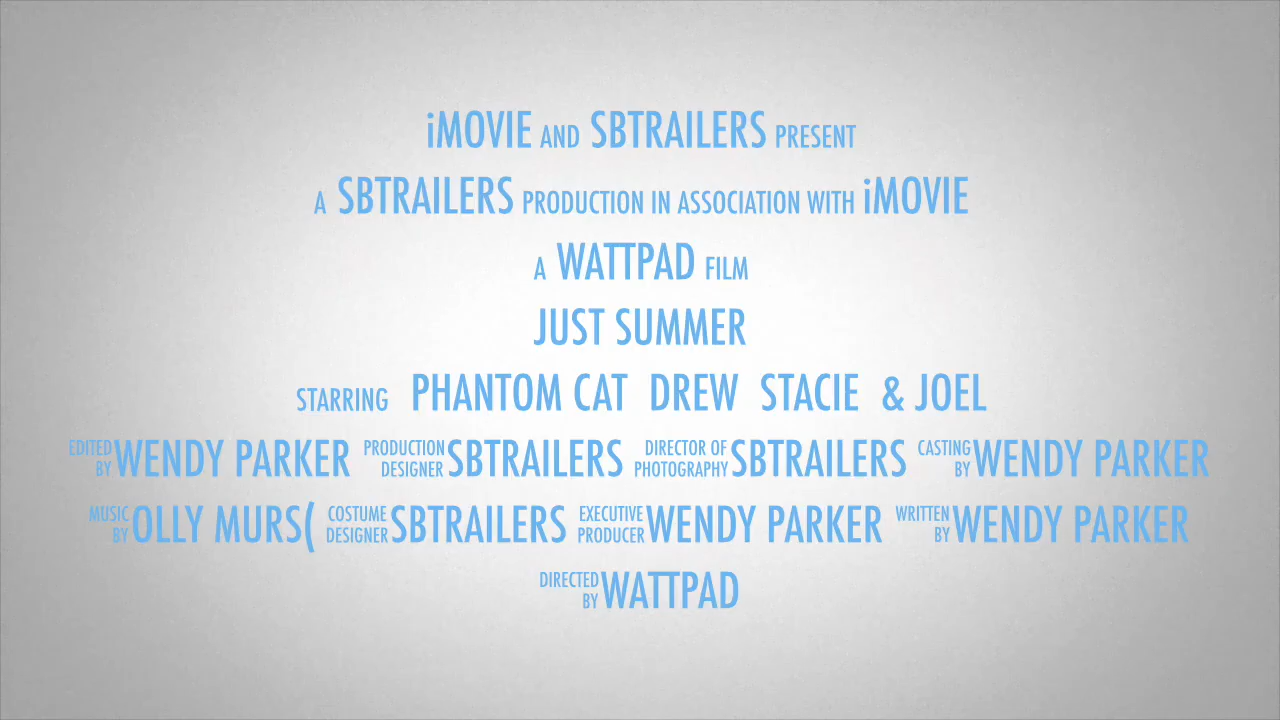 iMOVIE AND SBTRAILERS PRESENT
A SBTRAILERS PRODUCTION IN ASSOCIATION WITH iMOVIE
A WATTPAD FILM
JUST SUMMER
STARRING PHANTOM CAT DREW STACIE & JOEL
EDITED BY WENDY PARKER PRODUCTION DESIGNER SBTRAILERS DIRECTOR OF PHOTOGRAPHY SBTRAILERS CASTING BY WENDY PARKER
MUSIC BY OLLY MURS( COSTUME DESIGNER SBTRAILERS EXECUTIVE PRODUCER WENDY PARKER WRITTEN BY WENDY PARKER
DIRECTED BY WATTPAD